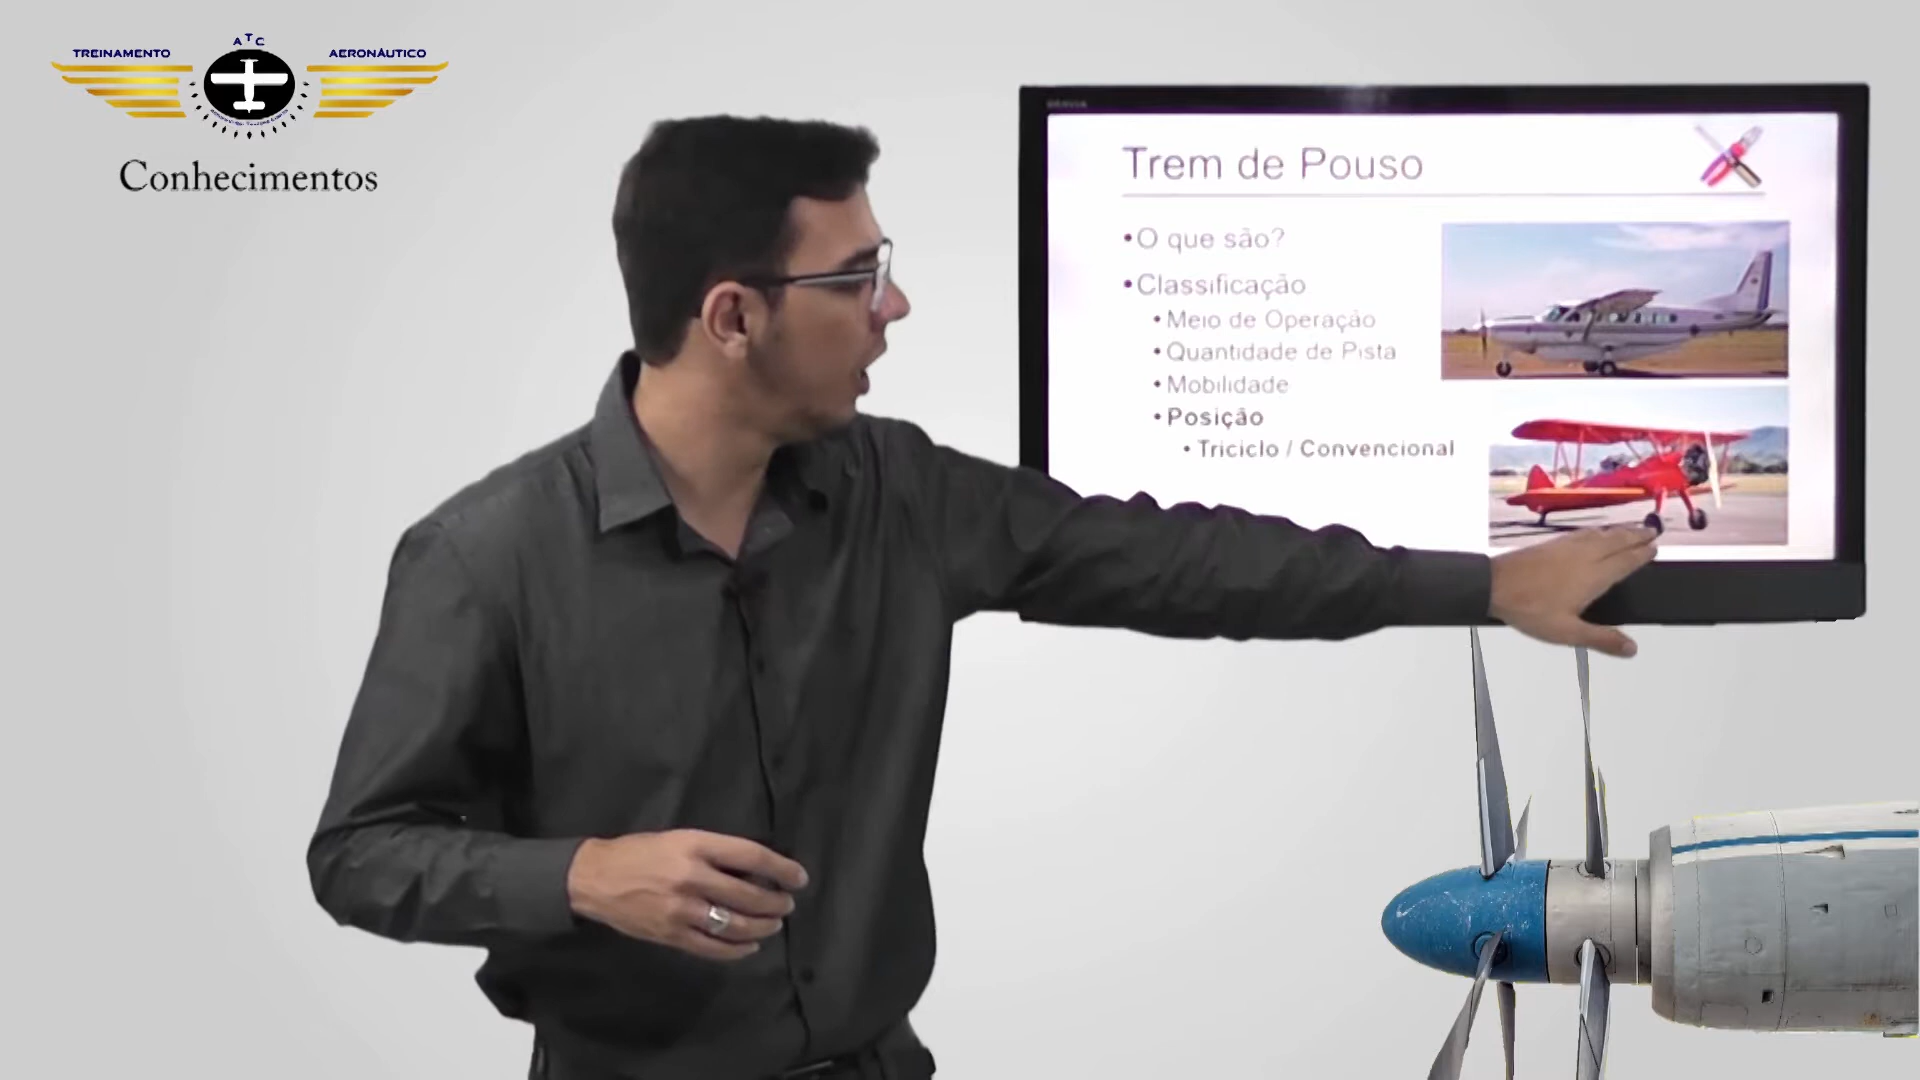 ATC
TREINAMENTO
AERONÁUTICO
Conhecimentos
Trem de Pouso
•O que são?
•Classificação
•Meio de Operação
•Quantidade de Pista
•Mobilidade
•Posição
•Triciclo / Convencional